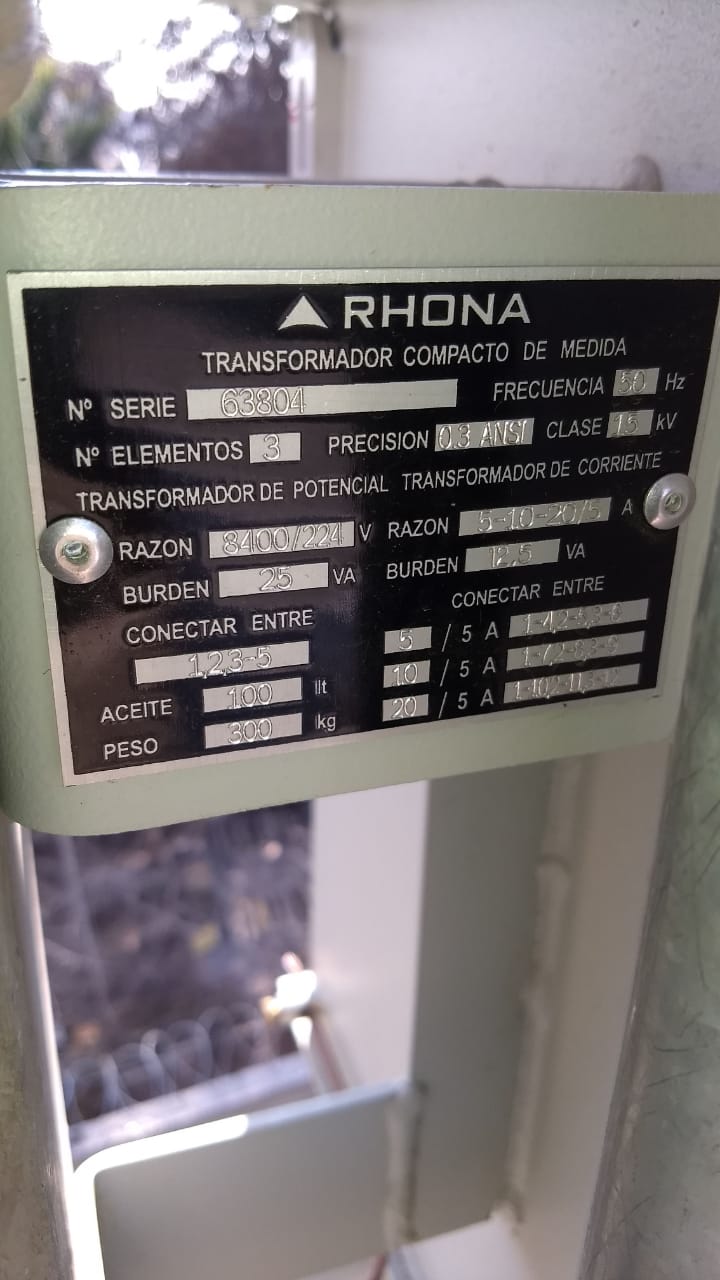 RHONA
TRANSFORMADOR COMPACTO DE MEDIDA
Nº SERIE 63804 FRECUENCIA 50 Hz
Nº ELEMENTOS 3 PRECISION 0.3 ANSI CLASE 15 kV
TRANSFORMADOR DE POTENCIAL TRANSFORMADOR DE CORRIENTE
RAZON 8400/224 V RAZON 5-10-20/5 A
BURDEN 25 VA BURDEN 12,5 VA
CONECTAR ENTRE CONECTAR ENTRE
1,2,3-5 5 / 5 A
ACEITE 100 lit 10 / 5 A
PESO 300 kg 20 / 5 A